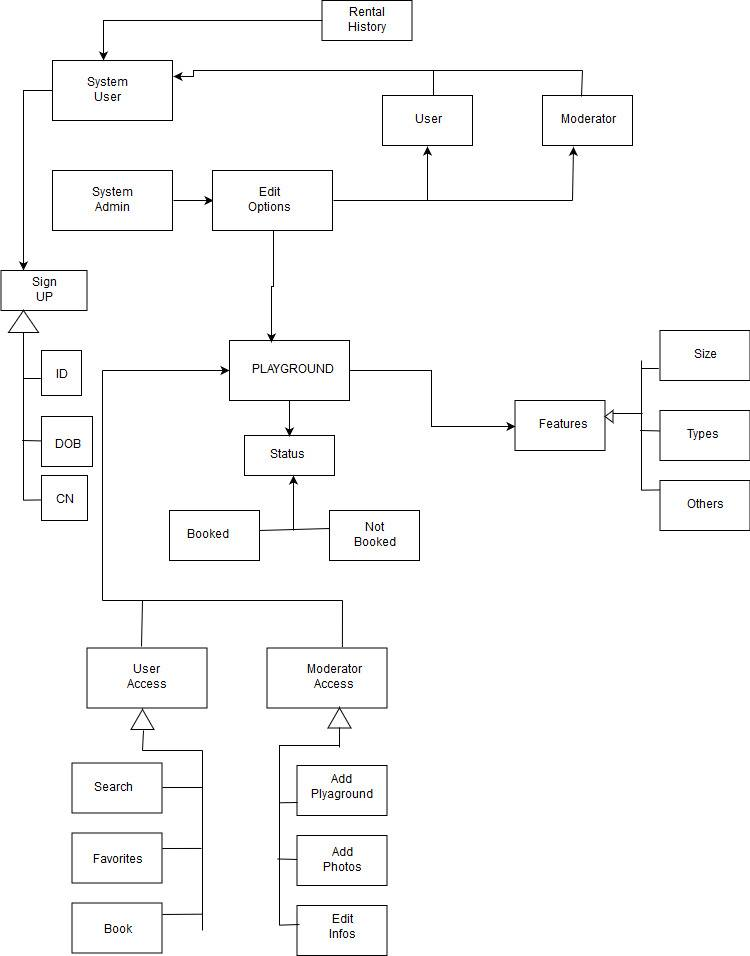 Rental
History
System
User
User
Moderator
System
Admin
Edit
Options
Sign
UP
ID
DOB
CN
PLAYGROUND
Size
Features
Types
Others
Status
Booked
Not
Booked
User
Access
Moderator
Access
Search
Favorites
Book
Add
Plyaground
Add
Photos
Edit
Infos